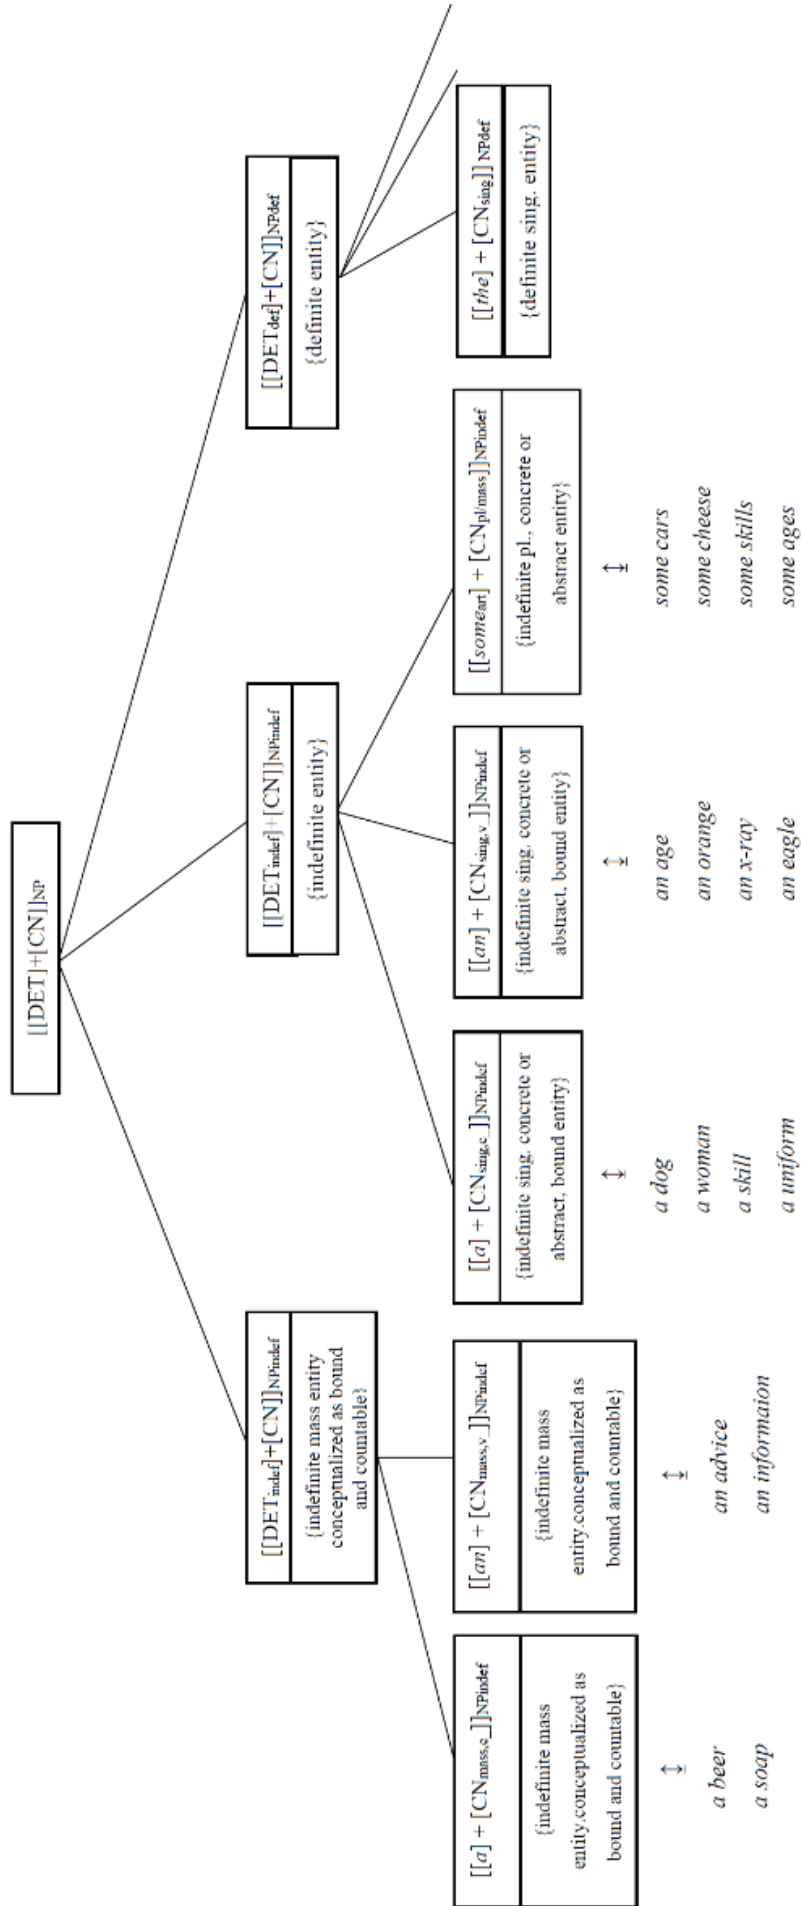 [[DET]+[CN]]NP
[[DETindef]+[CN]]NPindef
{indefinite mass entity
conceptualized as bound
and countable}
[[DETindef]+[CN]]NPindef
{indefinite entity}
[[DETdef]+[CN]]NPdef
{definite entity}
[[a] + [CNmass,c_]]NPindef
{indefinite mass
entity.conceptualized as
bound and countable}
↕
a beer
a soap
[[an] + [CNmass,v_]]NPindef
{indefinite mass
entity.conceptualized as
bound and countable}
↕
an advice
an informaion
[[a] + [CNsing,c_]]NPindef
{indefinite sing. concrete or
abstract, bound entity}
↕
a dog
a woman
a skill
a uniform
[[an] + [CNsing,v_]]NPindef
{indefinite sing. concrete or
abstract, bound entity}
↕
an age
an orange
an x-ray
an eagle
[[someart] + [CNpl/mass]]NPindef
{indefinite pl., concrete or
abstract entity}
↕
some cars
some cheese
some skills
some ages
[[the] + [CNsing]] NPdef
{definite sing. entity}